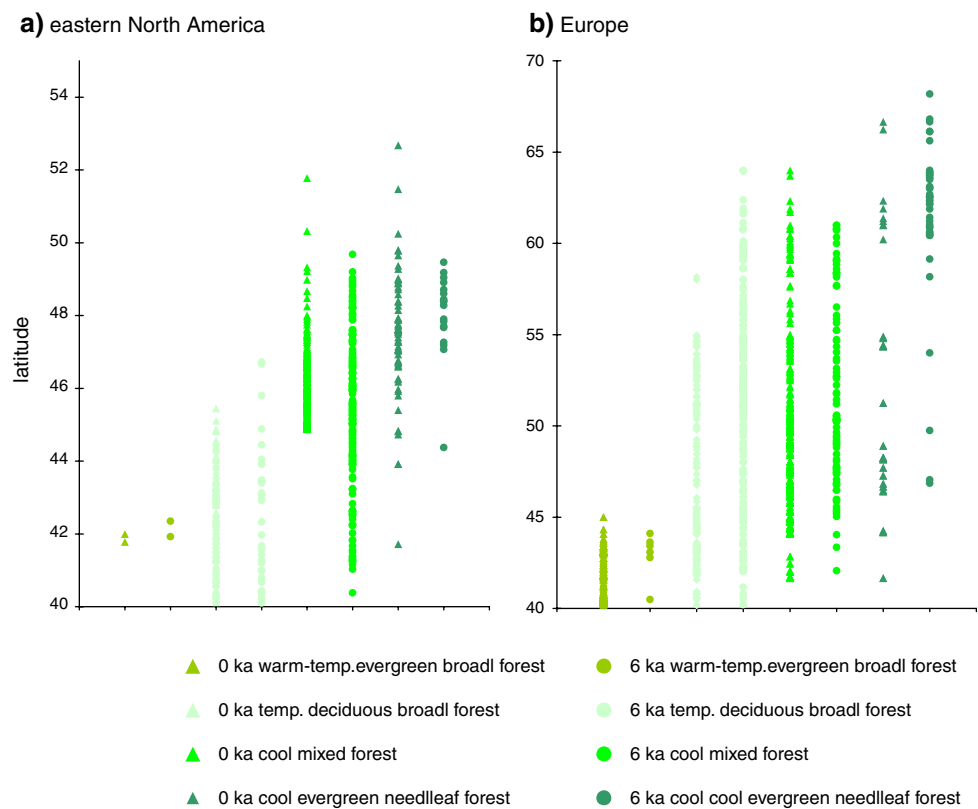 a) eastern North America
b) Europe
latitude
54
52
50
48
46
44
42
40
70
65
60
55
50
45
40
0 ka warm-temp.evergreen broadl forest
6 ka warm-temp.evergreen broadl forest
0 ka temp. deciduous broadl forest
6 ka temp. deciduous broadl forest
0 ka cool mixed forest
6 ka cool mixed forest
0 ka cool evergreen needlleaf forest
6 ka cool cool evergreen needlleaf forest